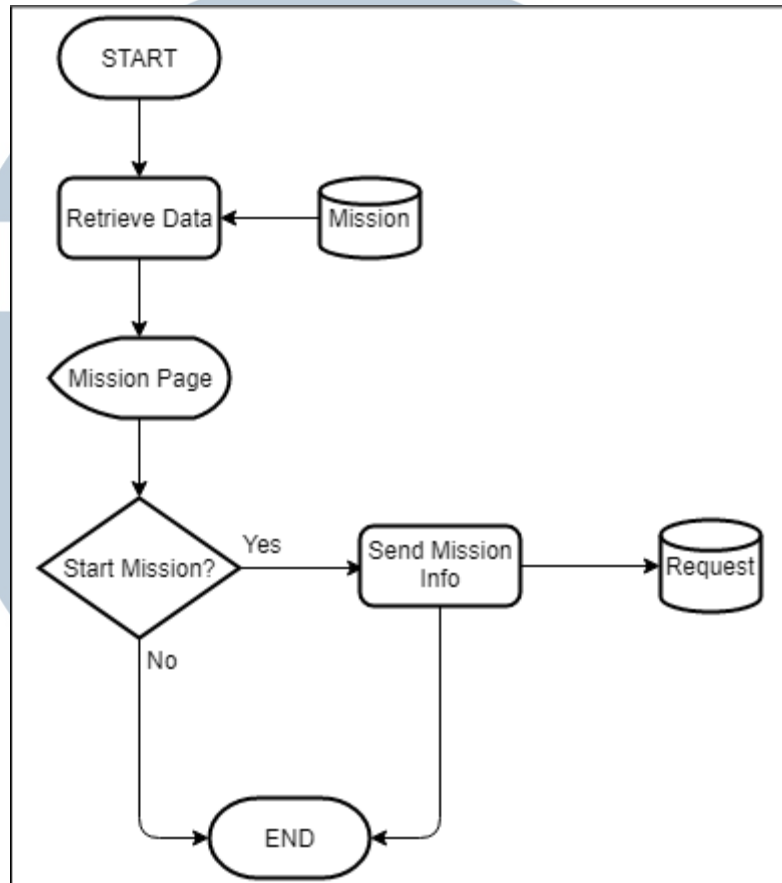 START
Retrieve Data
Mission
Mission Page
Start Mission?
Yes
Send Mission
Info
Request
No
END